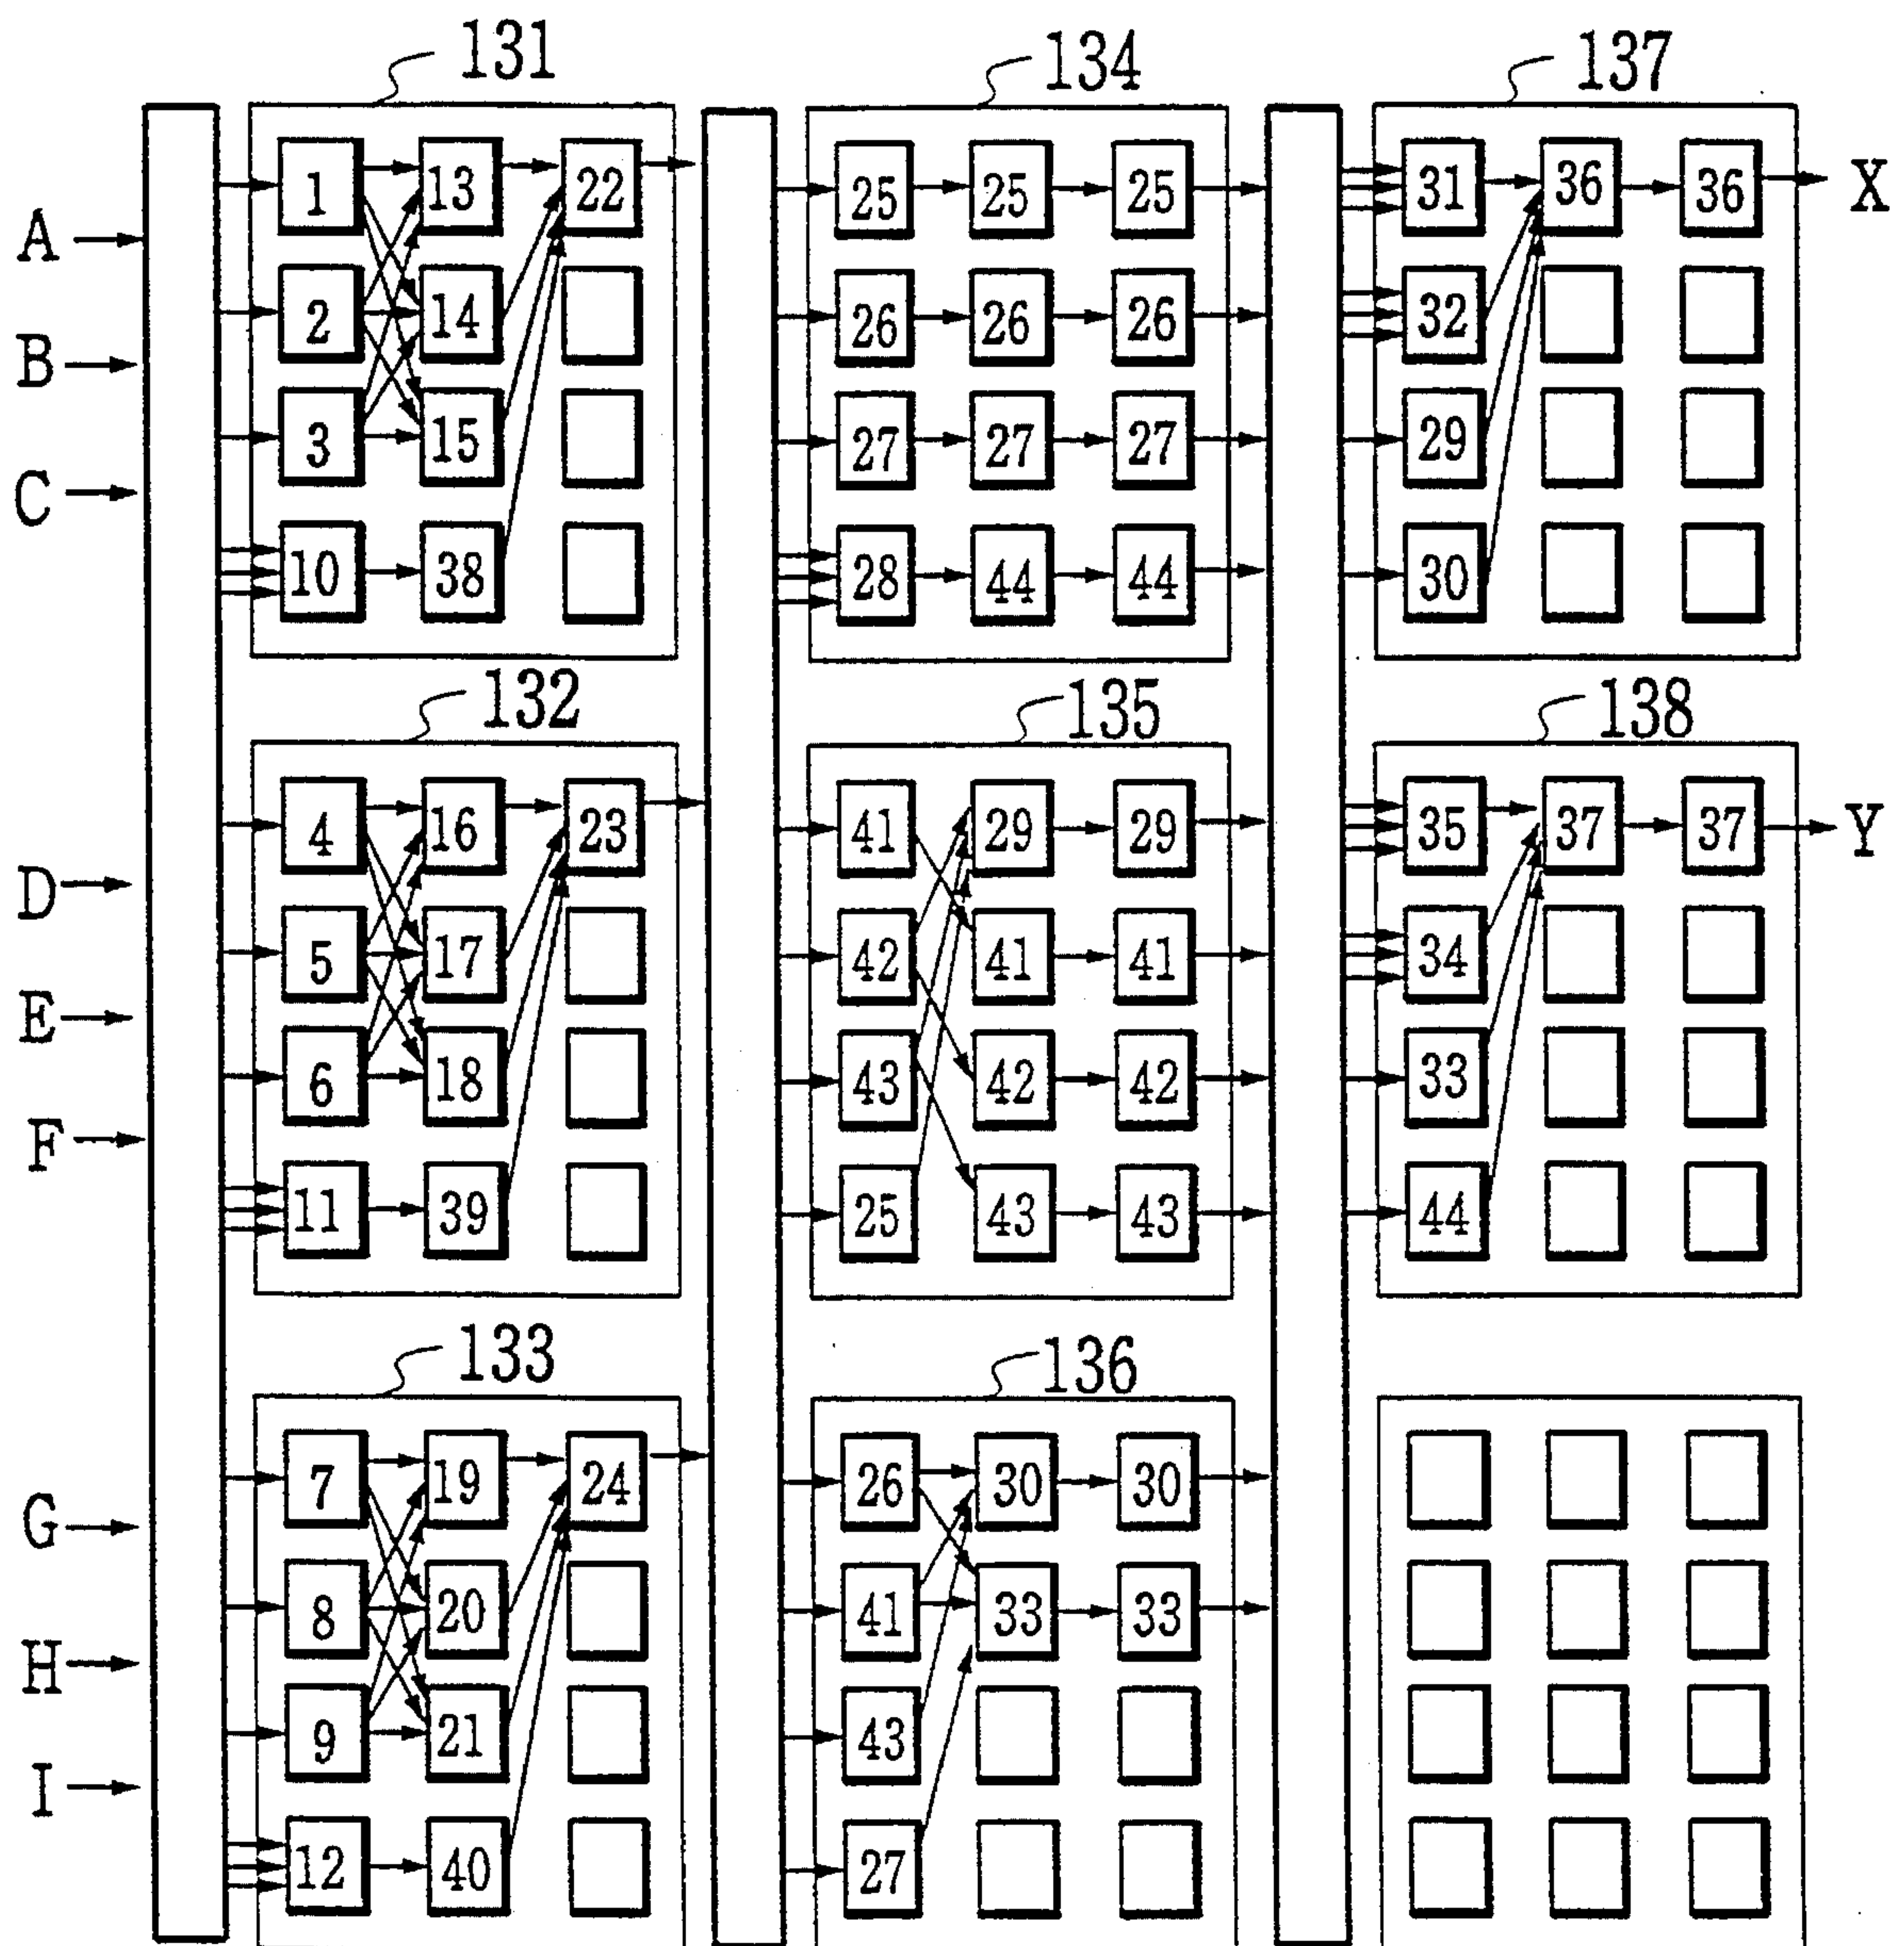 131 134 137
1 13 22 25 25 25 31 36 36 X
A
2 14 26 26 26 32
B
3 15 27 27 27 29
C
10 38 28 44 44 30
132 135 138
4 16 23 41 29 29 35 37 37 Y
D
5 17 42 41 41 34
E
6 18 43 42 42 33
F
11 39 25 43 43 44
133 136
7 19 24 26 30 30
G
8 20 41 33 33
H
9 21 43
I
12 40 27